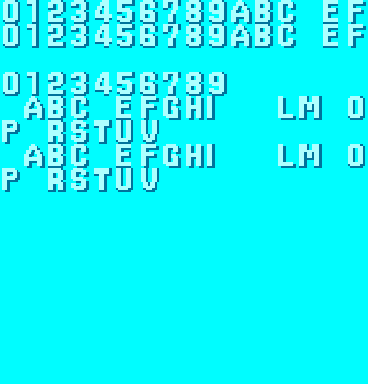 0123456789ABC EF
0123456789ABC EF
0123456789
ABC EFGHI  LM O
P RSTUV
ABC EFGHI  LM O
P RSTUV